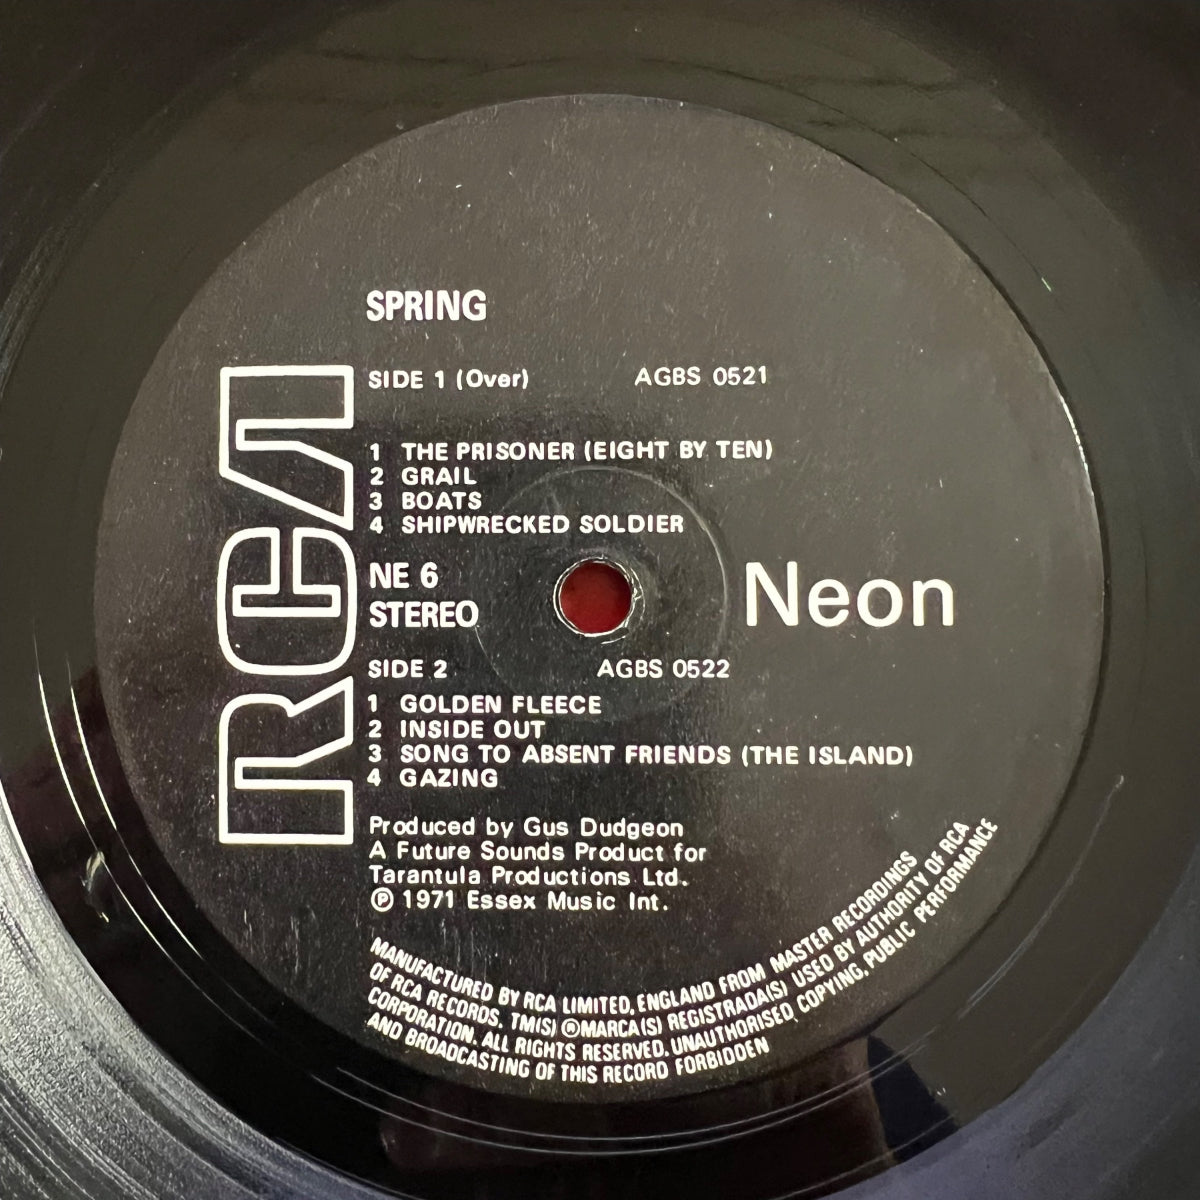 SPRING
SIDE 1 (Over) AGBS 0521
1 THE PRISONER (EIGHT BY TEN)
2 GRAIL
3 BOATS
4 SHIPWRECKED SOLDIER
RCA
NE 6
STEREO
Neon
SIDE 2 AGBS 0522
1 GOLDEN FLEECE
2 INSIDE OUT
3 SONG TO ABSENT FRIENDS (THE ISLAND)
4 GAZING
Produced by Gus Dudgeon
A Future Sounds Product for
Tarantula Productions Ltd.
℗ 1971 Essex Music Int.
MANUFACTURED BY RCA LIMITED, ENGLAND FROM MASTER RECORDINGS
OF RCA RECORDS. TM(S) ®MARCA(S) REGISTRADA(S) USED BY AUTHORITY OF RCA
CORPORATION. ALL RIGHTS RESERVED. UNAUTHORISED COPYING, PUBLIC PERFORMANCE
AND BROADCASTING OF THIS RECORD FORBIDDEN